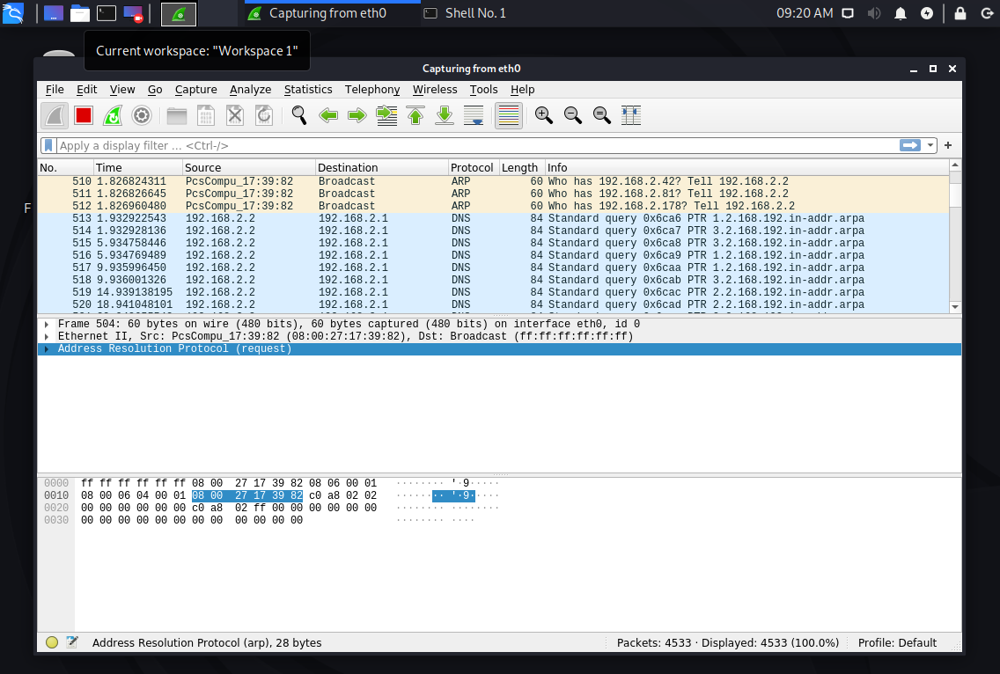 Capturing from eth0 Shell No. 1 09:20 AM
Current workspace: "Workspace 1"
Capturing from eth0
File Edit View Go Capture Analyze Statistics Telephony Wireless Tools Help
Apply a display filter ... <Ctrl-/> +
No. Time Source Destination Protocol Length Info
510 1.826824311 PcsCompu_17:39:82 Broadcast ARP 60 Who has 192.168.2.42? Tell 192.168.2.2
511 1.826826645 PcsCompu_17:39:82 Broadcast ARP 60 Who has 192.168.2.81? Tell 192.168.2.2
512 1.826960480 PcsCompu_17:39:82 Broadcast ARP 60 Who has 192.168.2.178? Tell 192.168.2.2
F
513 1.932922543 192.168.2.2 192.168.2.1 DNS 84 Standard query 0x6ca6 PTR 1.2.168.192.in-addr.arpa
514 1.932928136 192.168.2.2 192.168.2.1 DNS 84 Standard query 0x6ca7 PTR 3.2.168.192.in-addr.arpa
515 5.934758446 192.168.2.2 192.168.2.1 DNS 84 Standard query 0x6ca8 PTR 3.2.168.192.in-addr.arpa
516 5.934769489 192.168.2.2 192.168.2.1 DNS 84 Standard query 0x6ca9 PTR 1.2.168.192.in-addr.arpa
517 9.935996450 192.168.2.2 192.168.2.1 DNS 84 Standard query 0x6caa PTR 1.2.168.192.in-addr.arpa
518 9.936001326 192.168.2.2 192.168.2.1 DNS 84 Standard query 0x6cab PTR 3.2.168.192.in-addr.arpa
519 14.939138195 192.168.2.2 192.168.2.1 DNS 84 Standard query 0x6cac PTR 2.2.168.192.in-addr.arpa
520 18.941048101 192.168.2.2 192.168.2.1 DNS 84 Standard query 0x6cad PTR 2.2.168.192.in-addr.arpa
Frame 504: 60 bytes on wire (480 bits), 60 bytes captured (480 bits) on interface eth0, id 0
Ethernet II, Src: PcsCompu_17:39:82 (08:00:27:17:39:82), Dst: Broadcast (ff:ff:ff:ff:ff:ff)
Address Resolution Protocol (request)
0000 ff ff ff ff ff ff 08 00 27 17 39 82 08 06 00 01 ········ '·9·····
0010 08 00 06 04 00 01 08 00 27 17 39 82 c0 a8 02 02 ········ '·9·····
0020 00 00 00 00 00 00 c0 a8 02 ff 00 00 00 00 00 00 ········ ········
0030 00 00 00 00 00 00 00 00 00 00 00 00 ········ ····
Address Resolution Protocol (arp), 28 bytes Packets: 4533 · Displayed: 4533 (100.0%) Profile: Default